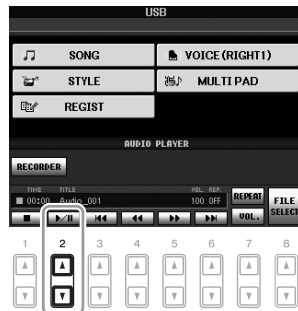 USB
SONG
VOICE(RIGHT1)
STYLE
MULTI PAD
REGIST
AUDIO PLAYER
RECORDER
TIME TITLE VOL. REP.
00:00 Audio_001 100 OFF
REPEAT
FILE SELECT
VOL.
1 2 3 4 5 6 7 8